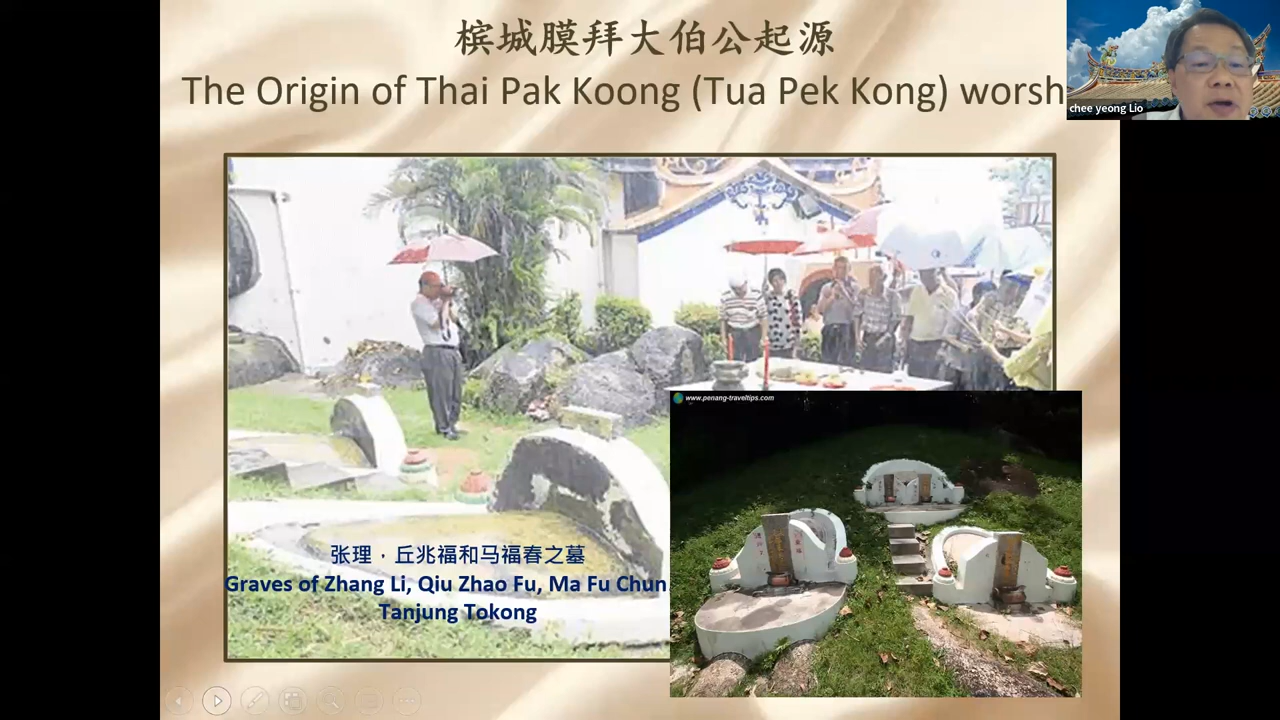 槟城膜拜大伯公起源
The Origin of Thai Pak Koong (Tua Pek Kong) worsh
chee yeong Lio
www.penang-traveltips.com
张理，丘兆福和马福春之墓
Graves of Zhang Li, Qiu Zhao Fu, Ma Fu Chun
Tanjung Tokong